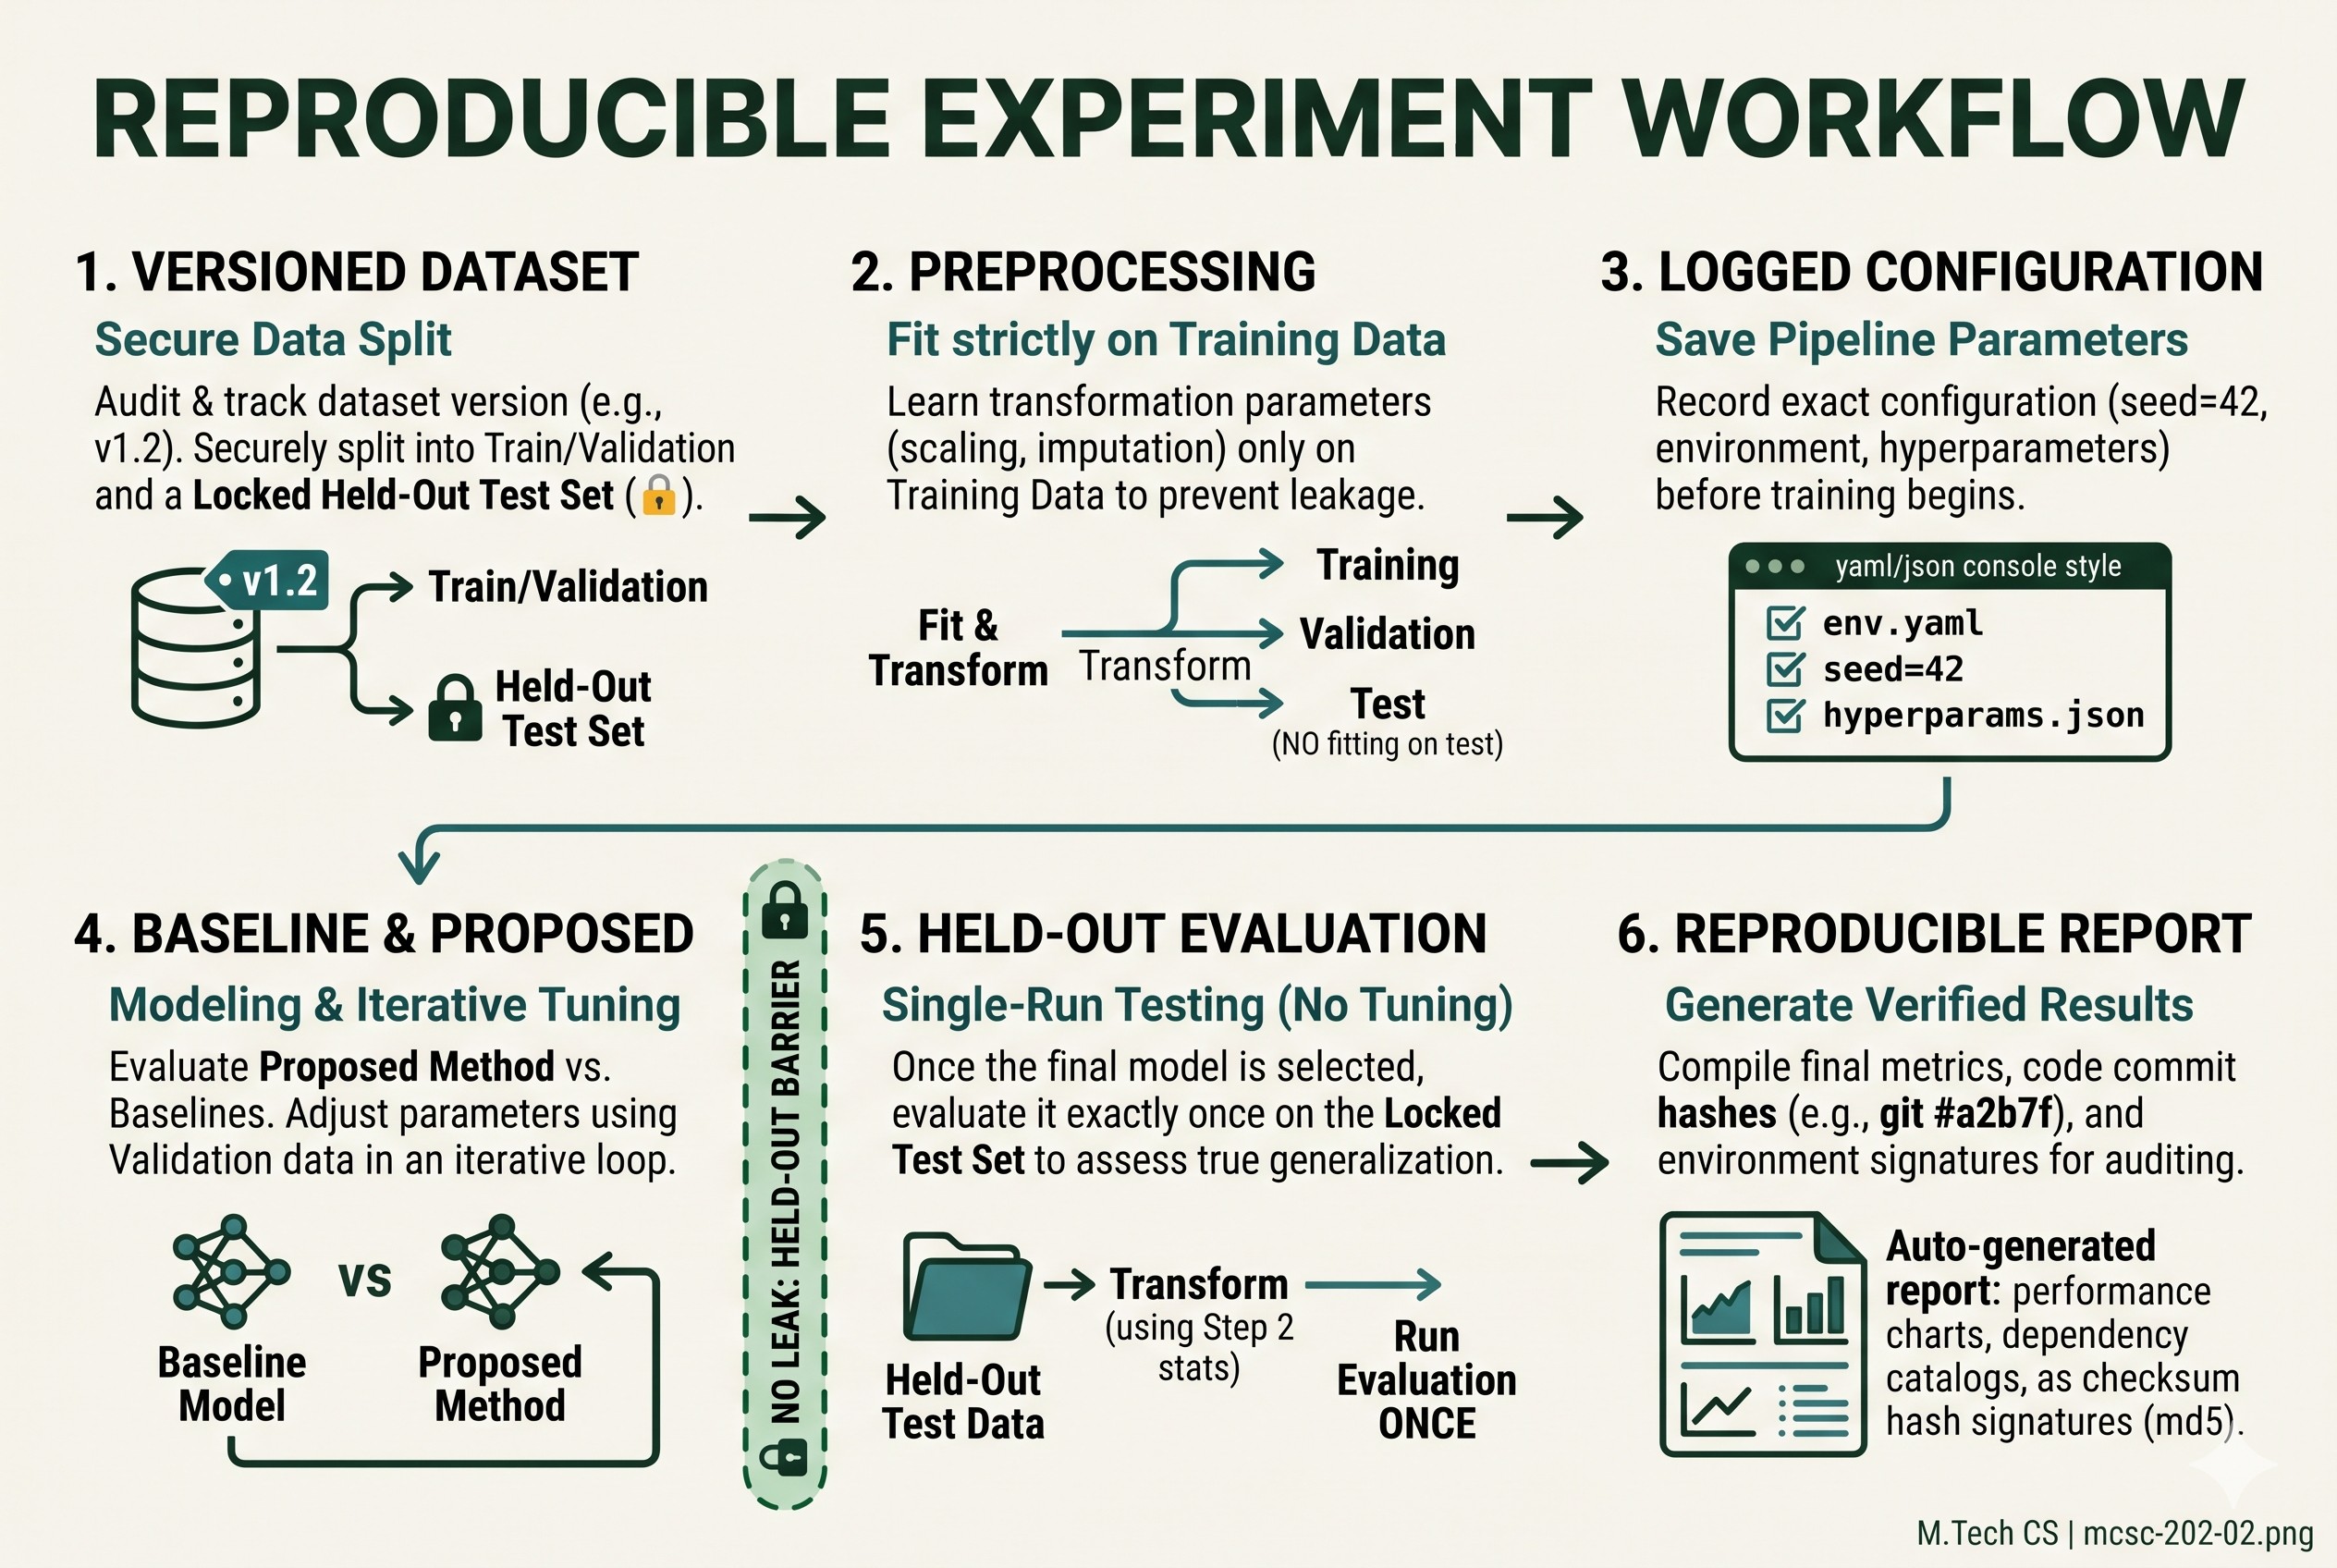 REPRODUCIBLE EXPERIMENT WORKFLOW
1. VERSIONED DATASET
Secure Data Split
Audit & track dataset version (e.g.,
v1.2). Securely split into Train/Validation
and a Locked Held-Out Test Set (🔒).
v1.2
Train/Validation
Held-Out
Test Set
2. PREPROCESSING
Fit strictly on Training Data
Learn transformation parameters
(scaling, imputation) only on
Training Data to prevent leakage.
Fit &
Transform
Transform
Training
Validation
Test
(NO fitting on test)
3. LOGGED CONFIGURATION
Save Pipeline Parameters
Record exact configuration (seed=42,
environment, hyperparameters)
before training begins.
yaml/json console style
env.yaml
seed=42
hyperparams.json
4. BASELINE & PROPOSED
Modeling & Iterative Tuning
Evaluate Proposed Method vs.
Baselines. Adjust parameters using
Validation data in an iterative loop.
vs
Baseline
Model
Proposed
Method
NO LEAK: HELD-OUT BARRIER
5. HELD-OUT EVALUATION
Single-Run Testing (No Tuning)
Once the final model is selected,
evaluate it exactly once on the Locked
Test Set to assess true generalization.
Held-Out
Test Data
Transform
(using Step 2
stats)
Run
Evaluation
ONCE
6. REPRODUCIBLE REPORT
Generate Verified Results
Compile final metrics, code commit
hashes (e.g., git #a2b7f), and
environment signatures for auditing.
Auto-generated
report: performance
charts, dependency
catalogs, as checksum
hash signatures (md5).
M.Tech CS | mcsc-202-02.png